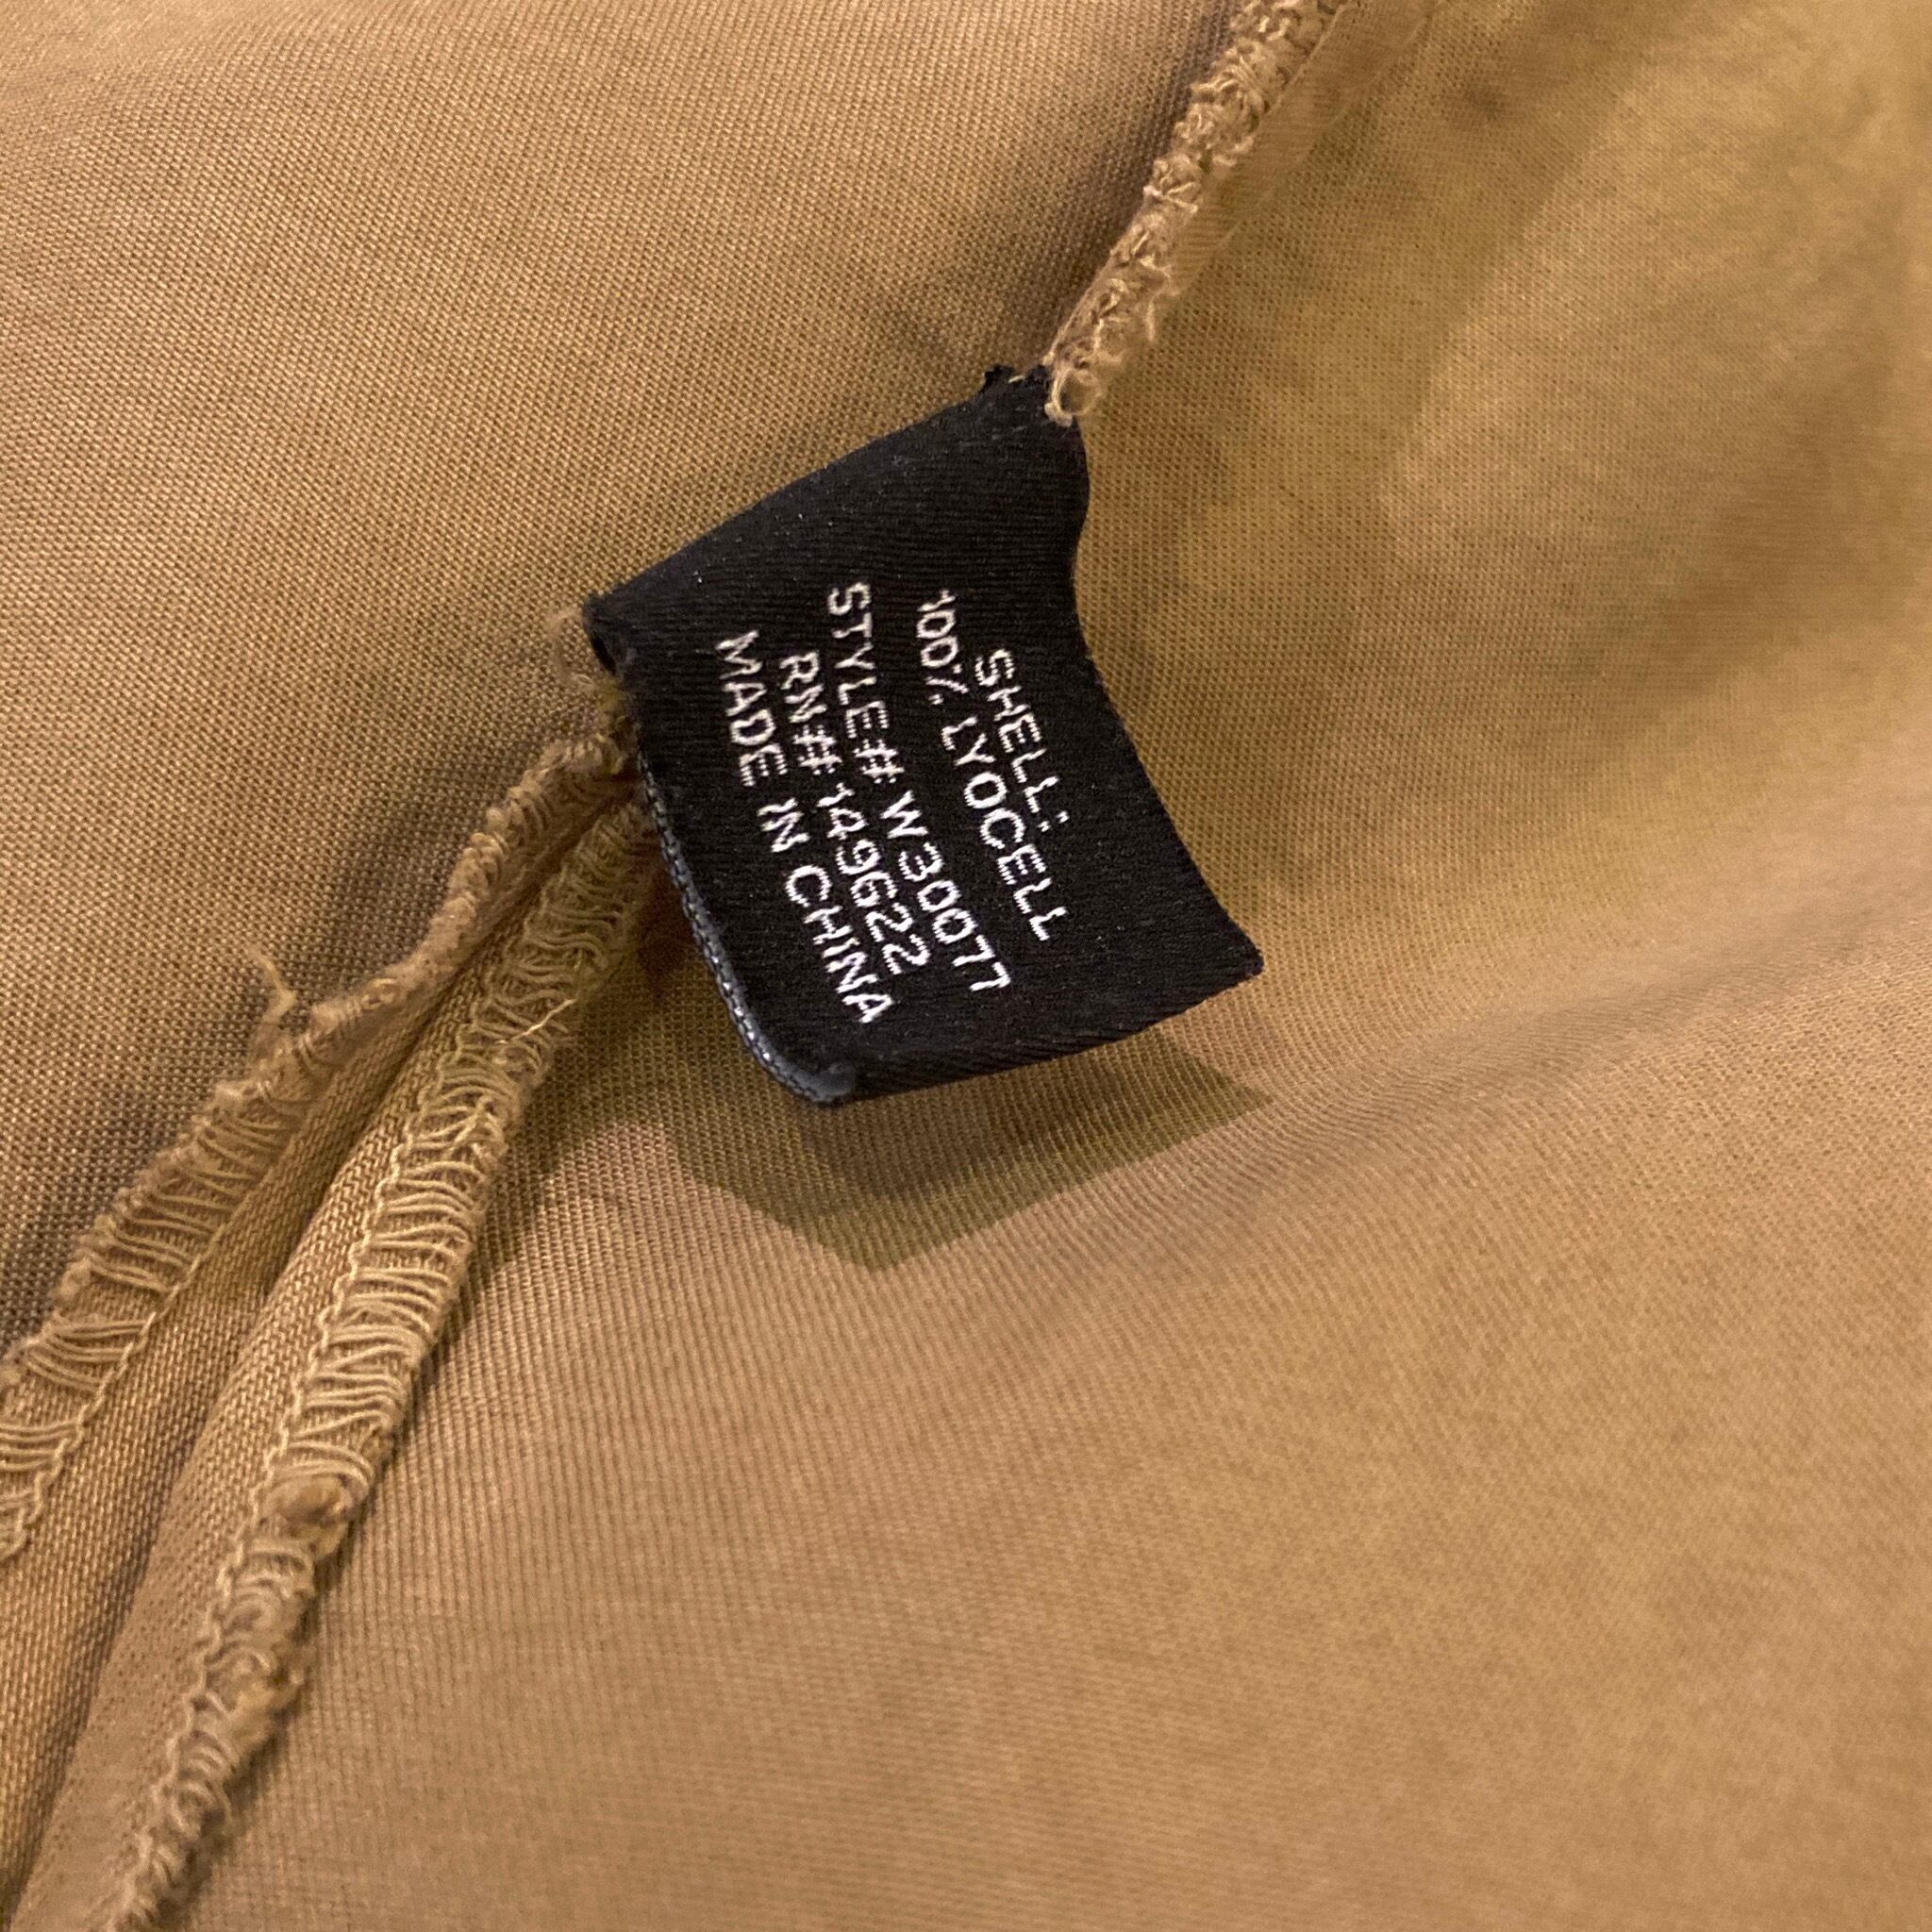 SHELL:
100% LYOCELL
STYLE# W30077
RN# 149622
MADE IN CHINA